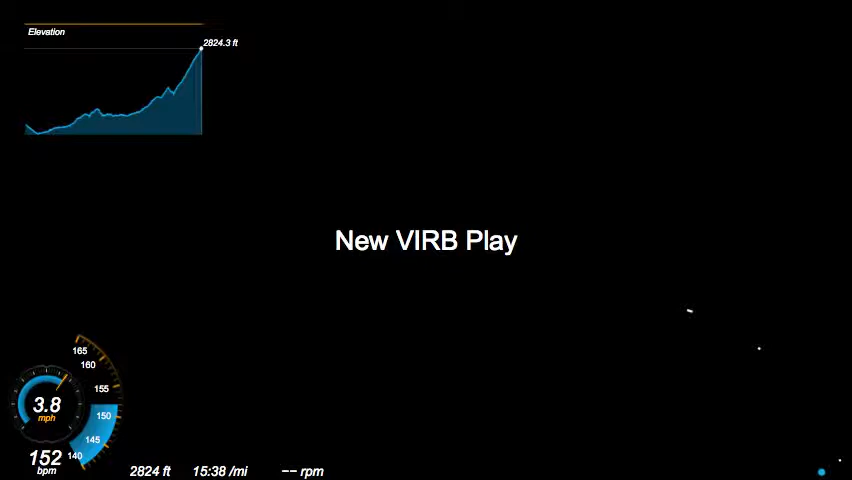 Elevation
2824.3 ft
New VIRB Play
165
160
155
150
145
140
3.8
mph
152
bpm
2824 ft
15:38 /mi
-- rpm